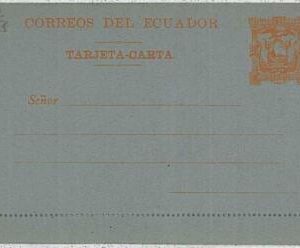 CORREOS DEL ECUADOR
TARJETA-CARTA.
Señor